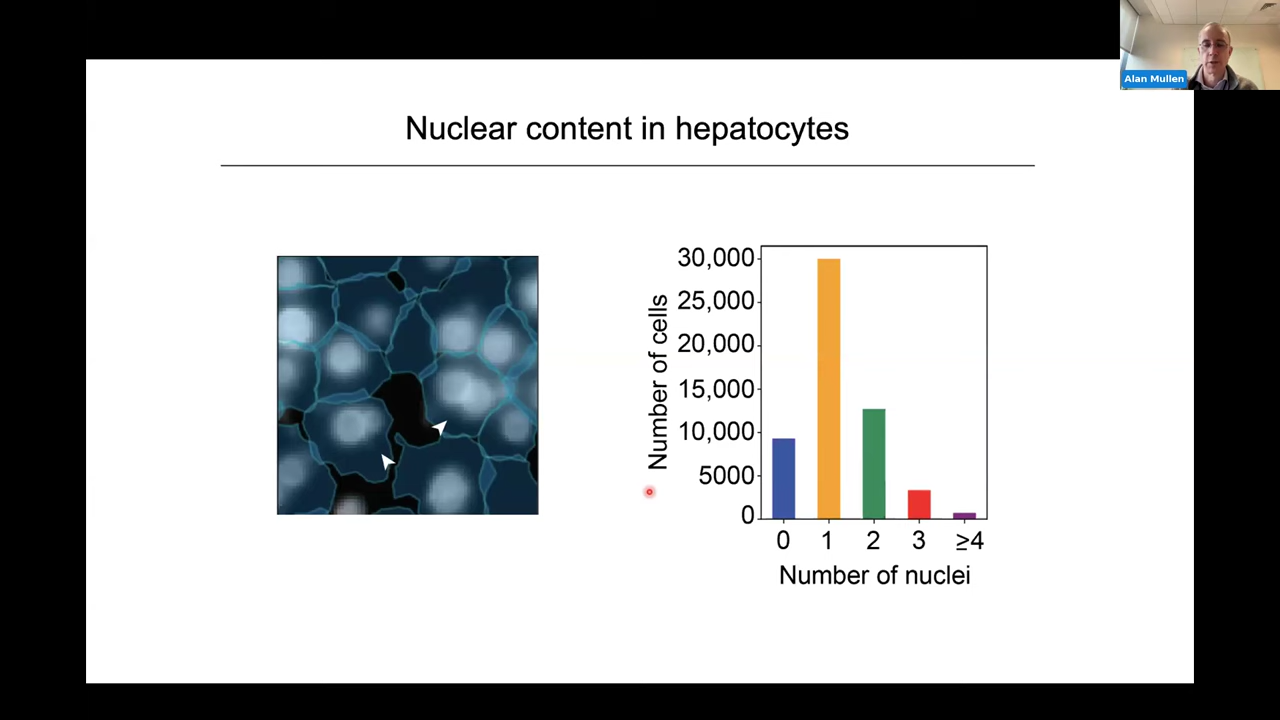 Alan Mullen
Nuclear content in hepatocytes
30,000
25,000
20,000
15,000
10,000
5000
0
Number of cells
0 1 2 3 ≥4
Number of nuclei